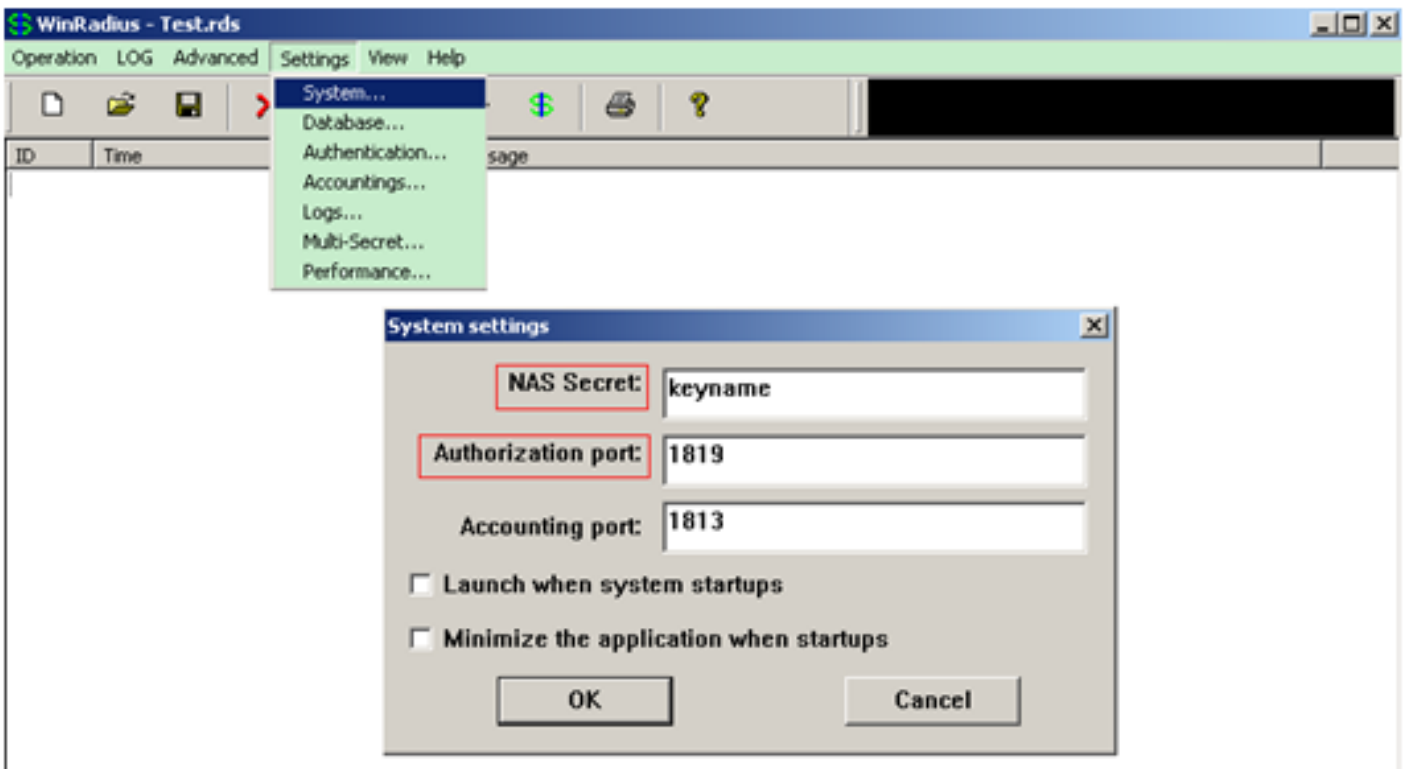 WinRadius - Test.rds
Operation LOG Advanced Settings View Help
System...
Database...
Authentication...
Accountings...
Logs...
Multi-Secret...
Performance...
ID Time sage
System settings
NAS Secret: keyname
Authorization port: 1819
Accounting port: 1813
Launch when system startups
Minimize the application when startups
OK Cancel